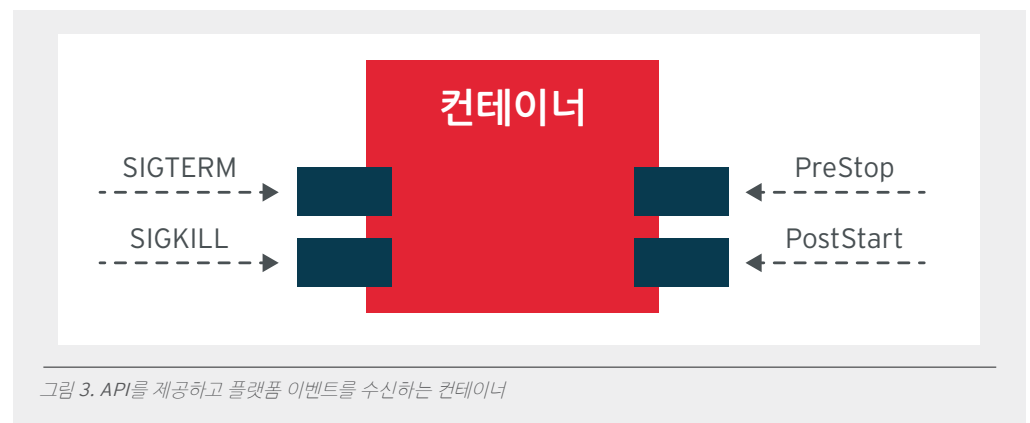 컨테이너
SIGTERM
PreStop
SIGKILL
PostStart
그림 3. API를 제공하고 플랫폼 이벤트를 수신하는 컨테이너